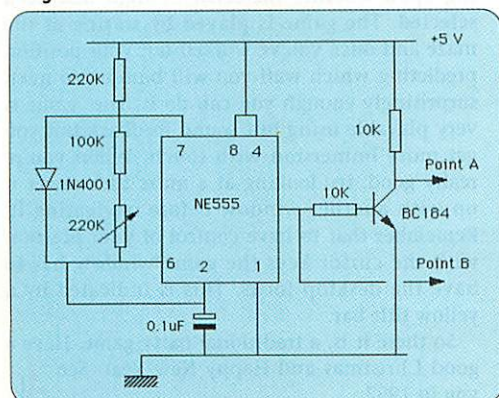 +5 V
220K
10K
100K
7
8
4
Point A
1N4001
NE555
10K
BC184
220K
6
2
1
Point B
0.1uF